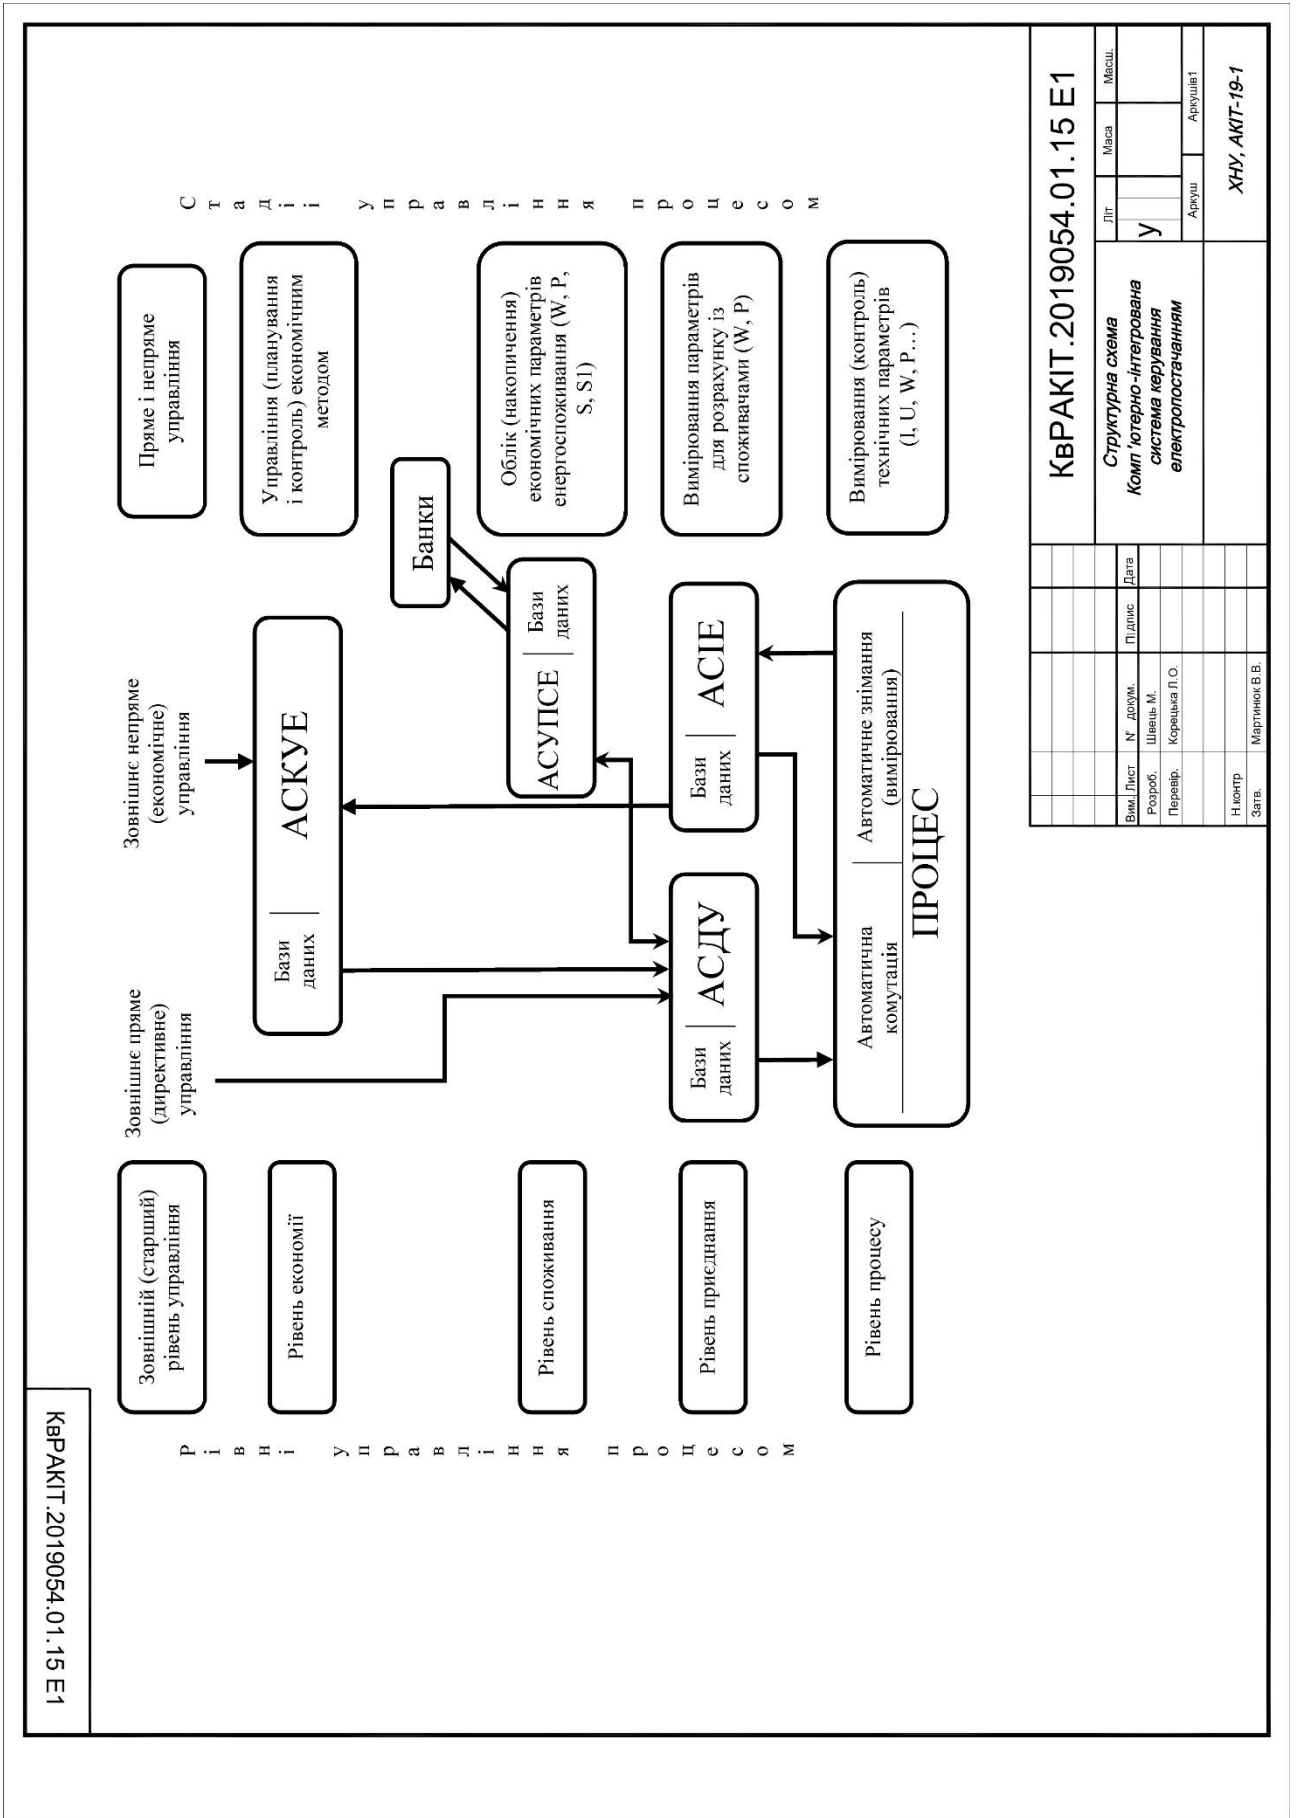 КвРАКІТ.2019054.01.15 Е1
Рівні управління процесом
Зовнішній (старший)
рівень управління
Рівень економії
Рівень споживання
Рівень приєднання
Рівень процесу
Зовнішнє пряме
(директивне)
управління
Зовнішнє непряме
(економічне)
управління
Бази
даних
АСКУЕ
Банки
АСУПСЕ
Бази
даних
Бази
даних
АСДУ
Бази
даних
АСІЕ
Автоматична
комутація
Автоматичне знімання
(вимірювання)
ПРОЦЕС
Пряме і непряме
управління
Управління (планування
і контроль) економічним
методом
Облік (накопичення)
економічних параметрів
енергоспоживання (W, P,
S, S1)
Вимірювання параметрів
для розрахунку із
споживачами (W, P)
Вимірювання (контроль)
технічних параметрів
(I, U, W, P…)
Стадії управління процесом
КвРАКІТ.2019054.01.15 Е1
Вим. Лист N° докум. Підпис Дата
Розроб. Швець М.
Перевір. Корецька Л.О.
Н.контр
Затв. Мартинюк В.В.
Структурна схема
Комп'ютерно-інтегрована
система керування
електропостачанням
Літ Маса Масш.
У
Аркуш Аркушів1
ХНУ, АКІТ-19-1